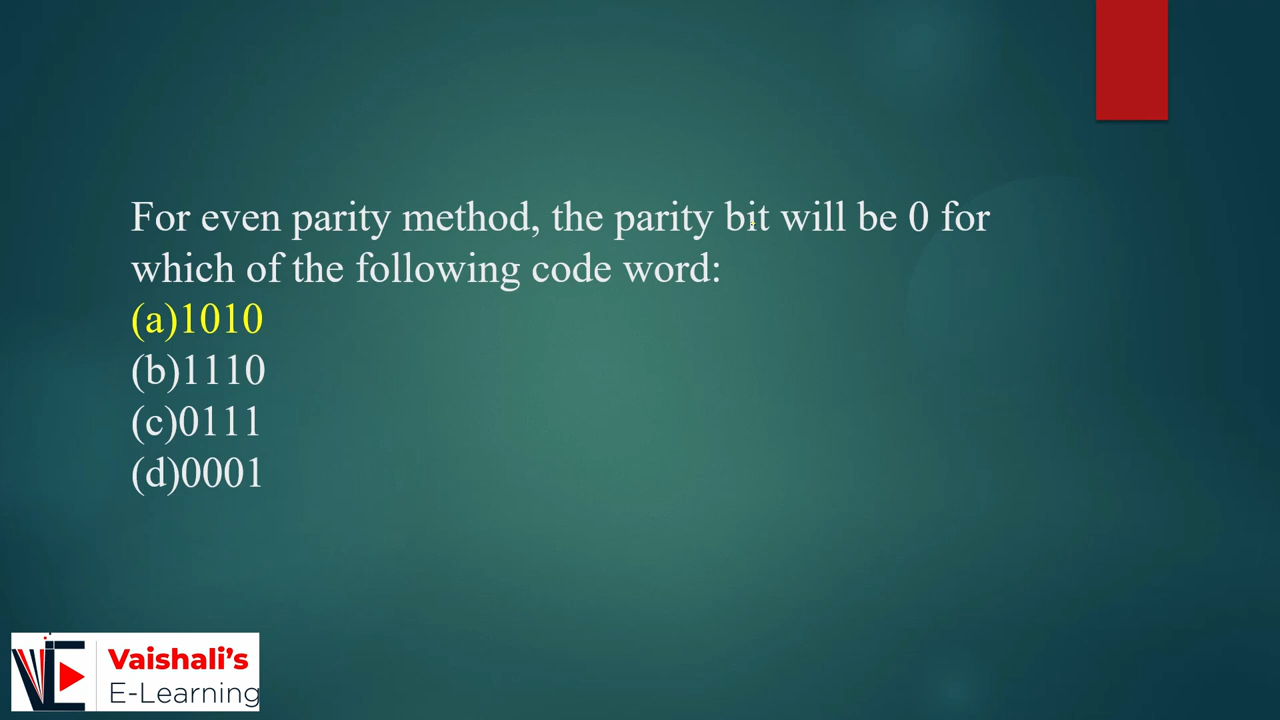 For even parity method, the parity bit will be 0 for
which of the following code word:
(a)1010
(b)1110
(c)0111
(d)0001
Vaishali's
E-Learning